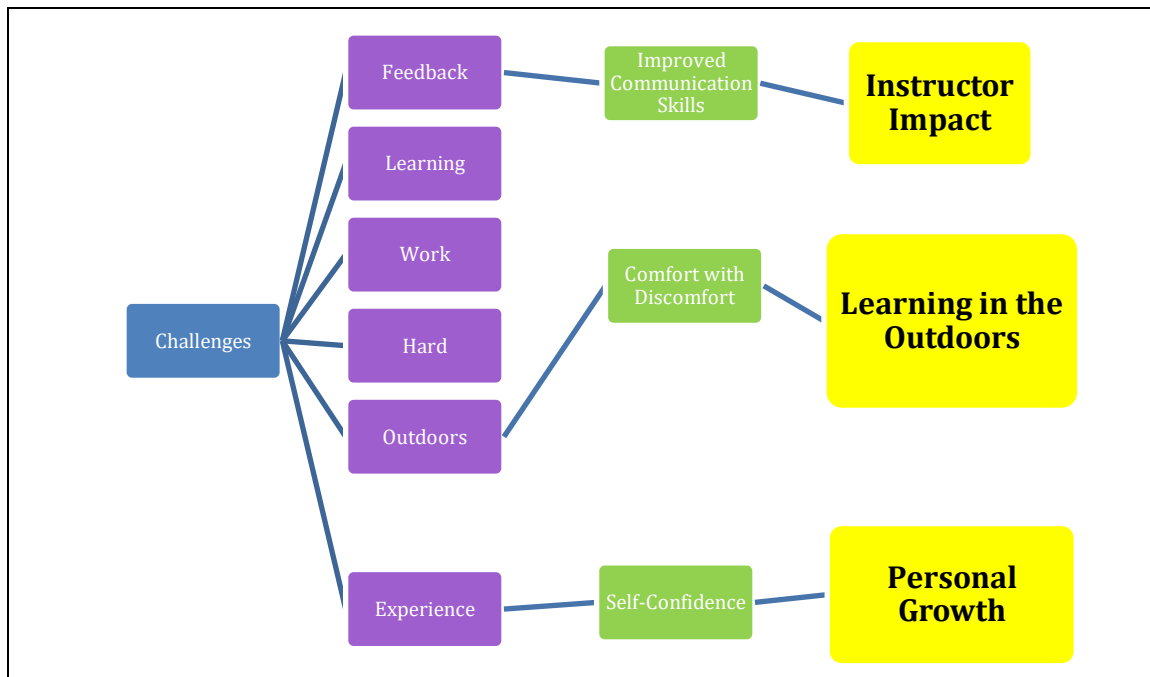 Feedback
Improved
Communication
Skills
Instructor
Impact
Learning
Work
Comfort with
Discomfort
Learning in the
Outdoors
Challenges
Hard
Outdoors
Experience
Self-Confidence
Personal
Growth